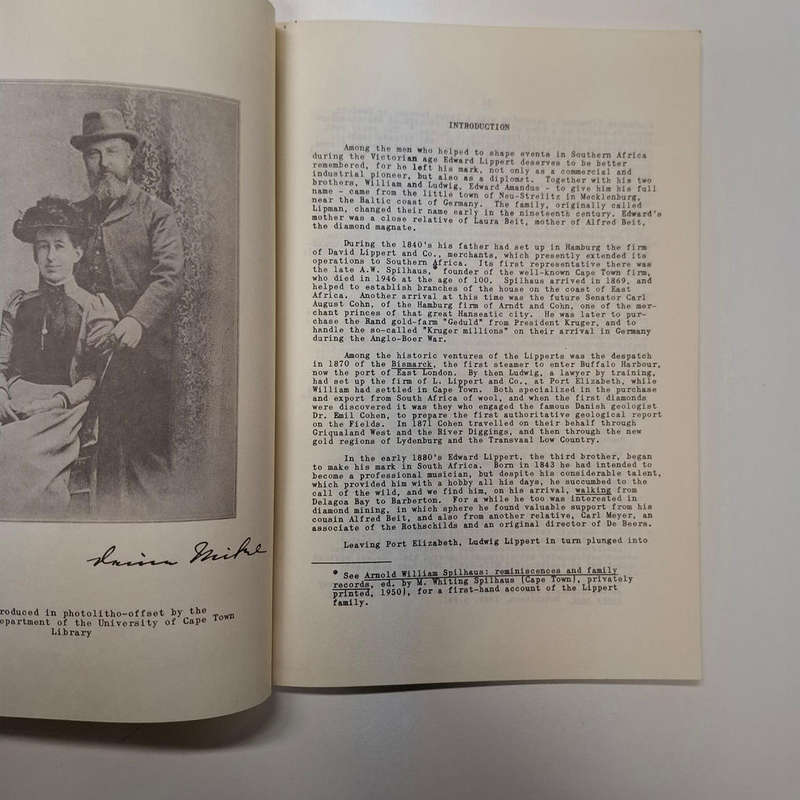 roduced in photolitho-offset by the
epartment of the University of Cape Town
Library
INTRODUCTION
Among the men who helped to shape events in Southern Africa
during the Victorian age Edward Lippert deserves to be better
remembered, for he left his mark, not only as a commercial and
industrial pioneer, but also as a diplomat. Together with his two
brothers, William and Ludwig, Edward Amandus - to give him his full
name - came from the little town of Neu-Strelitz in Mecklenburg,
near the Baltic coast of Germany. The family, originally called
Lipman, changed their name early in the nineteenth century. Edward's
mother was a close relative of Laura Beit, mother of Alfred Beit,
the diamond magnate.
During the 1840's his father had set up in Hamburg the firm
of David Lippert and Co., merchants, which presently extended its
operations to Southern Africa. Its first representative there was
the late A.W. Spilhaus,* founder of the well-known Cape Town firm,
who died in 1946 at the age of 100. Spilhaus arrived in 1869, and
helped to establish branches of the house on the coast of East
Africa. Another arrival at this time was the future Senator Carl
August Cohn, of the Hamburg firm of Arndt and Cohn, one of the mer-
chant princes of that great Hanseatic city. He was later to pur-
chase the Rand gold-farm "Geduld" from President Kruger, and to
handle the so-called "Kruger millions" on their arrival in Germany
during the Anglo-Boer War.
Among the historic ventures of the Lipperts was the despatch
in 1870 of the Bismarck, the first steamer to enter Buffalo Harbour,
now the port of East London. By then Ludwig, a lawyer by training,
had set up the firm of L. Lippert and Co., at Port Elizabeth, while
William had settled in Cape Town. Both specialized in the purchase
and export from South Africa of wool, and when the first diamonds
were discovered it was they who engaged the famous Danish geologist
Dr. Emil Cohen, to prepare the first authoritative geological report
on the Fields. In 1871 Cohen travelled on their behalf through
Griqualand West and the River Diggings, and then through the new
gold regions of Lydenburg and the Transvaal Low Country.
In the early 1880's Edward Lippert, the third brother, began
to make his mark in South Africa. Born in 1843 he had intended to
become a professional musician, but despite his considerable talent,
which provided him with a hobby all his days, he succumbed to the
call of the wild, and we find him, on his arrival, walking from
Delagoa Bay to Barberton. For a while he too was interested in
diamond mining, in which sphere he found valuable support from his
cousin Alfred Beit, and also from another relative, Carl Meyer, an
associate of the Rothschilds and an original director of De Beers.
Leaving Port Elizabeth, Ludwig Lippert in turn plunged into
* See Arnold William Spilhaus: reminiscences and family
records, ed. by M. Whiting Spilhaus (Cape Town), privately
printed, 1950), for a first-hand account of the Lippert
family.